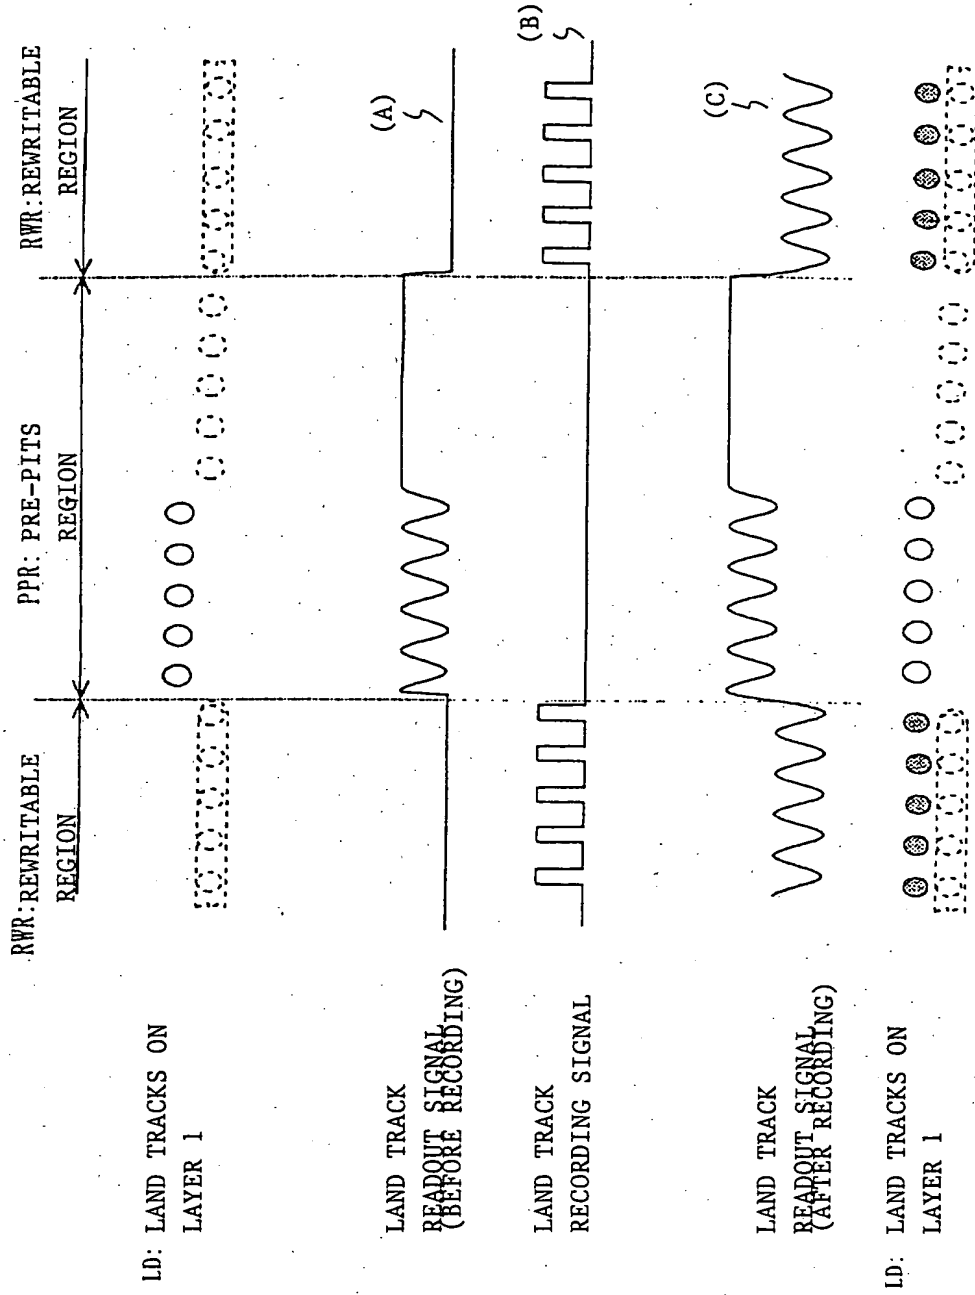 RWR:REWRITABLE
REGION
PPR: PRE-PITS
REGION
RWR:REWRITABLE
REGION
LD: LAND TRACKS ON
LAYER 1
LAND TRACK
READOUT SIGNAL
(BEFORE RECORDING)
(A)
LAND TRACK
RECORDING SIGNAL
(B)
LAND TRACK
READOUT SIGNAL
(AFTER RECORDING)
(C)
LD: LAND TRACKS ON
LAYER 1